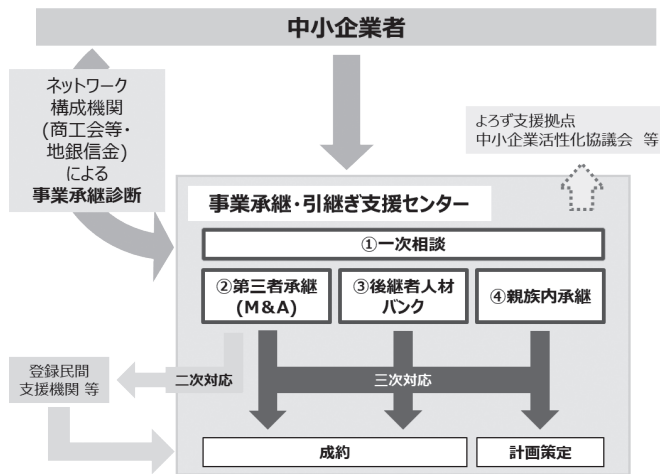 中小企業者
ネットワーク
構成機関
(商工会等・
地銀信金)
による
事業承継診断
よろず支援拠点
中小企業活性化協議会 等
事業承継・引継ぎ支援センター
①一次相談
②第三者承継
(M&A)
③後継者人材
バンク
④親族内承継
登録民間
支援機関 等
二次対応
三次対応
成約
計画策定